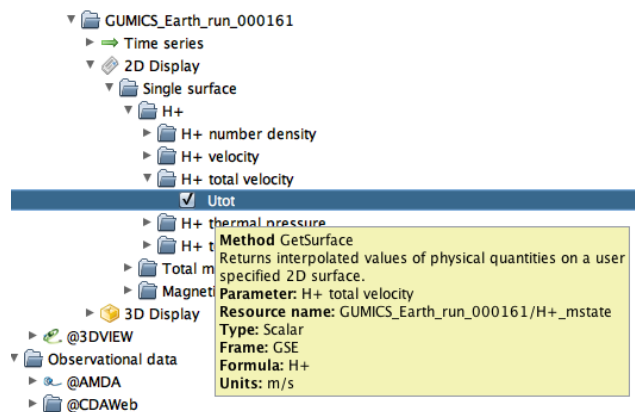 GUMICS_Earth_run_000161
Time series
2D Display
Single surface
H+
H+ number density
H+ velocity
H+ total velocity
Utot
H+ thermal pressure
H+ t
Total m
Magneti
3D Display
@3DVIEW
Observational data
@AMDA
@CDAWeb
Method GetSurface
Returns interpolated values of physical quantities on a user
specified 2D surface.
Parameter: H+ total velocity
Resource name: GUMICS_Earth_run_000161/H+_mstate
Type: Scalar
Frame: GSE
Formula: H+
Units: m/s